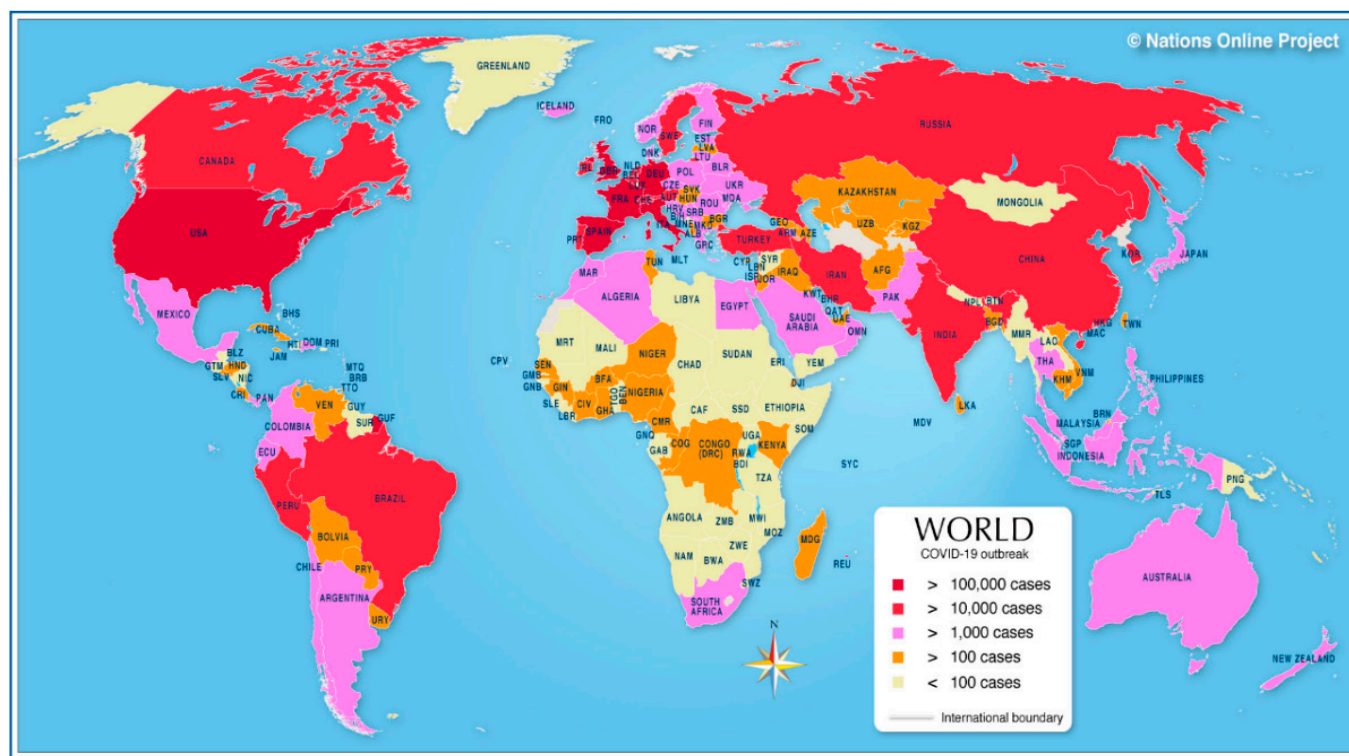 © Nations Online Project
GREENLAND
ICELAND
FRO
NOR
SWE
FIN
RUSSIA
EST
LVA
LTU
DNK
CANADA
IRL
GBR
NLD
BEL
DEU
POL
BLR
LUX
CZE
UKR
KAZAKHSTAN
MONGOLIA
FRA
CHE
AUT
SVK
HUN
ROU
MDA
HRV
SRB
BIH
MNE
MKD
BGR
USA
ITA
ALB
GEO
UZB
KGZ
PRT
SPAIN
GRC
TURKEY
ARM
AZE
CHINA
KOR
JAPAN
TUN
MLT
CYP
SYR
LBN
ISR
JOR
IRAQ
IRAN
AFG
MAR
ALGERIA
LIBYA
EGYPT
KWT
BHR
PAK
NPL
BTN
MEXICO
BHS
CUBA
SAUDI
ARABIA
QAT
UAE
OMN
INDIA
BGD
MMR
LAO
HKG
MAC
TWN
BLZ
JAM
HTI
DOM
PRI
GTM
HND
SLV
NIC
CRI
PAN
MTQ
BRB
TTO
CPV
MRT
MALI
NIGER
CHAD
SUDAN
ERI
YEM
THA
VNM
KHM
PHILIPPINES
SEN
GMB
GNB
GIN
BFA
NIGERIA
DJI
SLE
LBR
CIV
GHA
TGO
BEN
CMR
CAF
SSD
ETHIOPIA
SOM
MDV
LKA
VEN
GUY
SUR
GUF
COLOMBIA
ECU
GNQ
GAB
COG
CONGO
(DRC)
UGA
KENYA
RWA
BDI
SYC
MALAYSIA
BRN
SGP
INDONESIA
PERU
BRAZIL
TZA
TLS
PNG
ANGOLA
ZMB
MWI
MOZ
BOLVIA
NAM
BWA
ZWE
MDG
REU
CHILE
PRY
ARGENTINA
URY
SOUTH
AFRICA
SWZ
AUSTRALIA
NEW ZEALAND
N
WORLD
COVID-19 outbreak
> 100,000 cases
> 10,000 cases
> 1,000 cases
> 100 cases
< 100 cases
International boundary